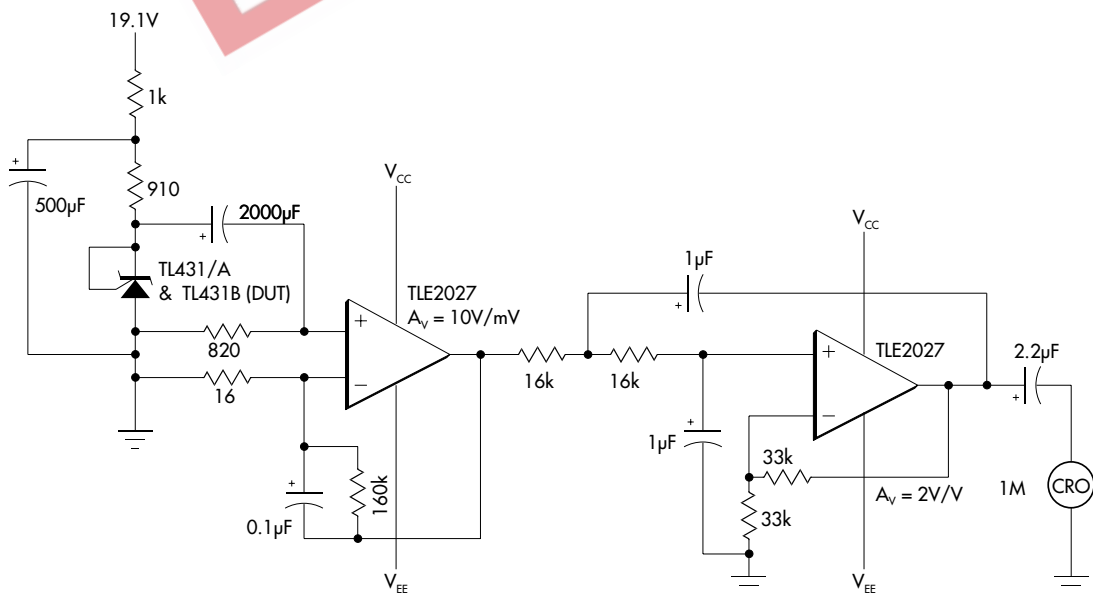 19.1V
1k
+
500µF
910
2000µF
+
TL431/A
& TL431B (DUT)
820
16
VCC
TLE2027
AV = 10V/mV
+
−
+
0.1µF
160k
VEE
16k
16k
1µF
+
+
1µF
VCC
TLE2027
+
−
33k
33k
AV = 2V/V
VEE
2.2µF
+
1M
CRO